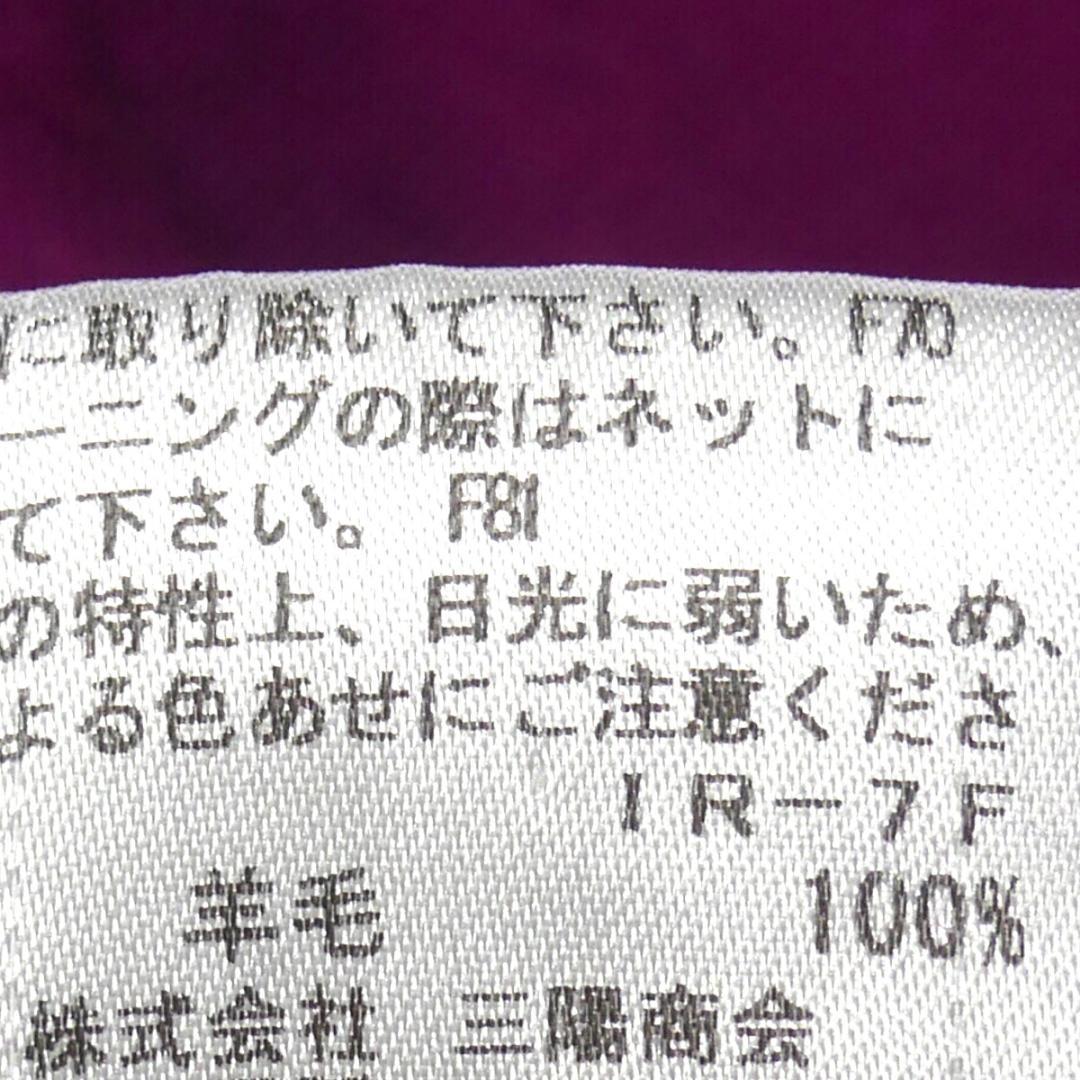 に取り除いて下さい。F70
ーニングの際はネットに
て下さい。 F81
の特性上、日光に弱いため、
よる色あせにご注意くださ
IR-7F
羊毛 100%
株式会社 三陽商会